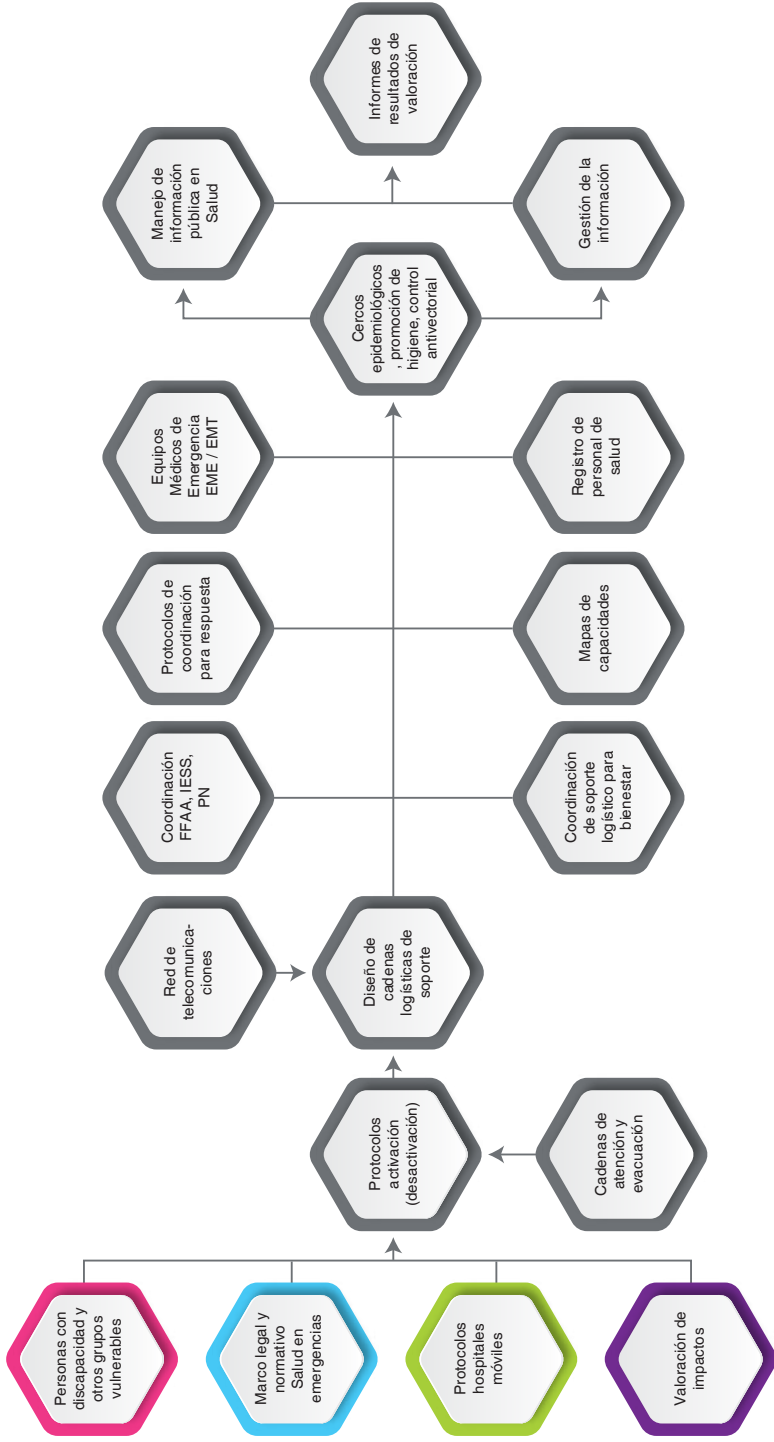 Personas con
discapacidad y
otros grupos
vulnerables
Marco legal y
normativo
Salud en
emergencias
Protocolos
hospitales
móviles
Valoración de
impactos
Protocolos
activación
(desactivación)
Cadenas de
atención y
evacuación
Red de
telecomunica-
ciones
Diseño de
cadenas
logísticas de
soporte
Coordinación
FFAA, IESS,
PN
Coordinación
de soporte
logístico para
bienestar
Protocolos de
coordinación
para respuesta
Mapas de
capacidades
Equipos
Médicos de
Emergencia
EME / EMT
Registro de
personal de
salud
Cercos
epidemiológicos
, promoción de
higiene, control
antivectorial
Manejo de
información
pública en
Salud
Gestión de la
información
Informes de
resultados de
valoración